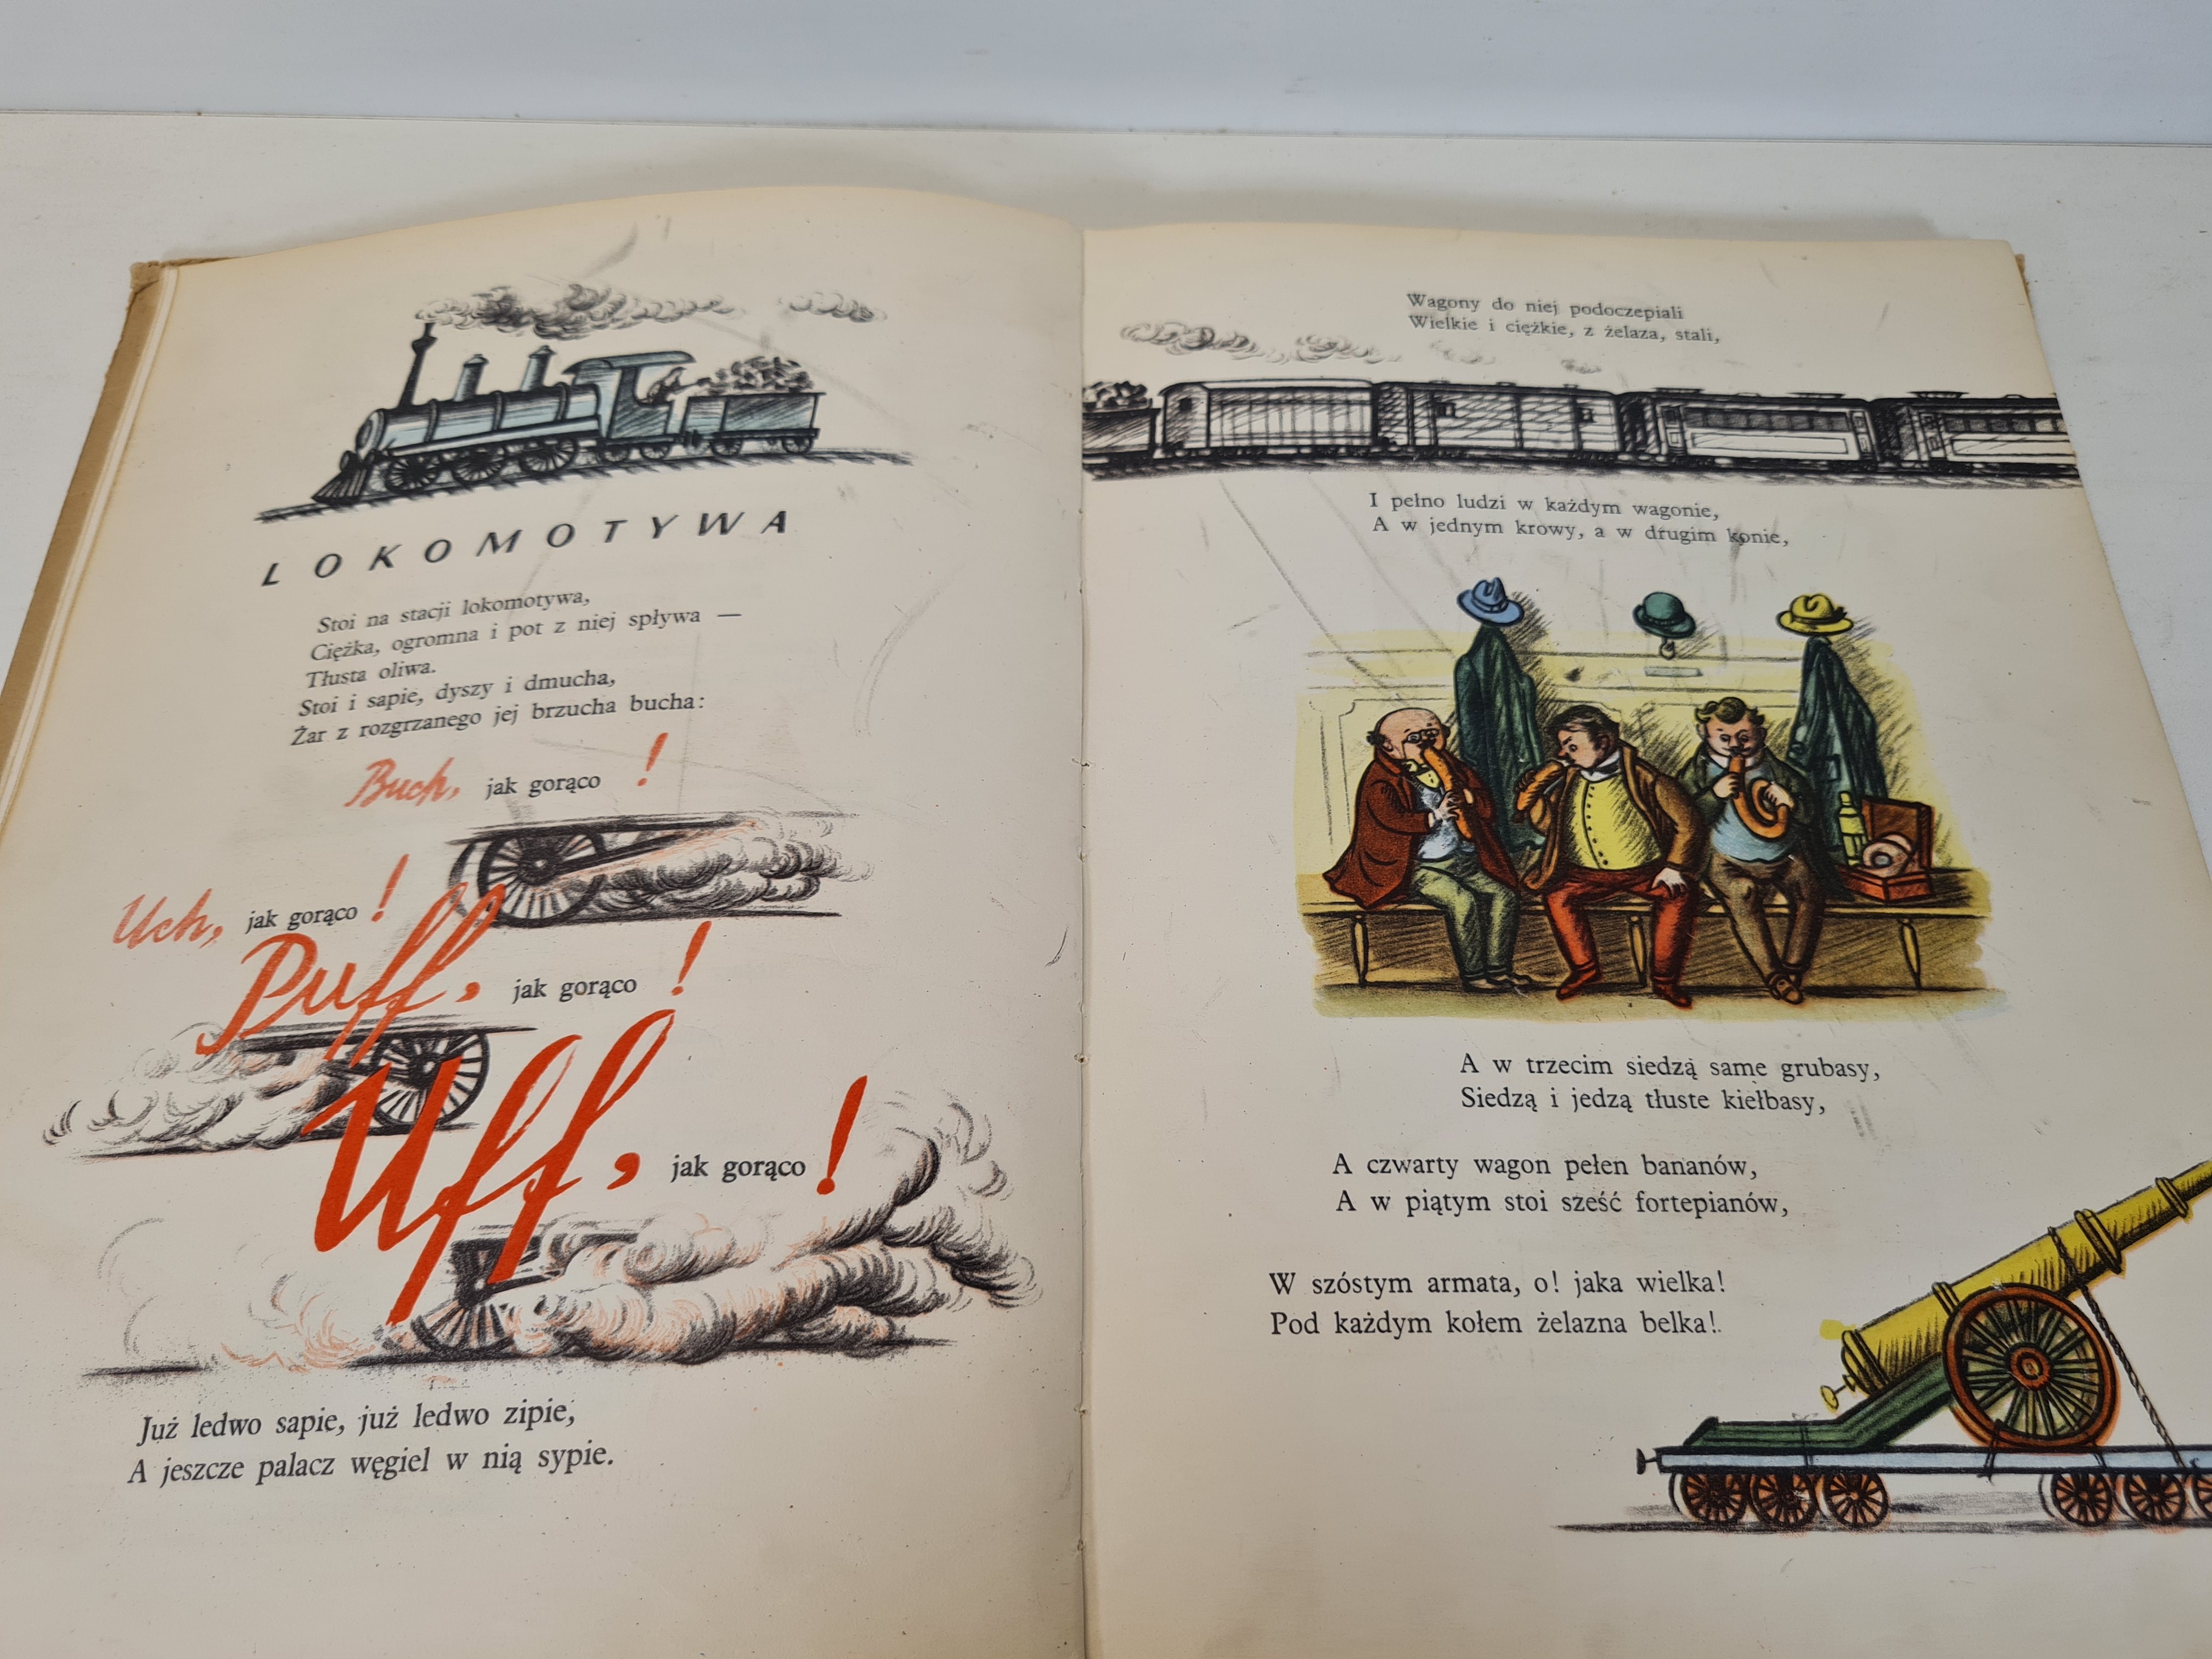 LOKOMOTYWA
Stoi na stacji lokomotywa,
Ciężka, ogromna i pot z niej spływa —
Tłusta oliwa.
Stoi i sapie, dyszy i dmucha,
Żar z rozgrzanego jej brzucha bucha:
Buch, jak gorąco!
Uch, jak gorąco!
Puff, jak gorąco!
Uff, jak gorąco!
Już ledwo sapie, już ledwo zipie,
A jeszcze palacz węgiel w nią sypie.
Wagony do niej podoczepiali
Wielkie i ciężkie, z żelaza, stali,
I pełno ludzi w każdym wagonie,
A w jednym krowy, a w drugim konie,
A w trzecim siedzą same grubasy,
Siedzą i jedzą tłuste kiełbasy,
A czwarty wagon pełen bananów,
A w piątym stoi sześć fortepianów,
W szóstym armata, o! jaka wielka!
Pod każdym kołem żelazna belka!